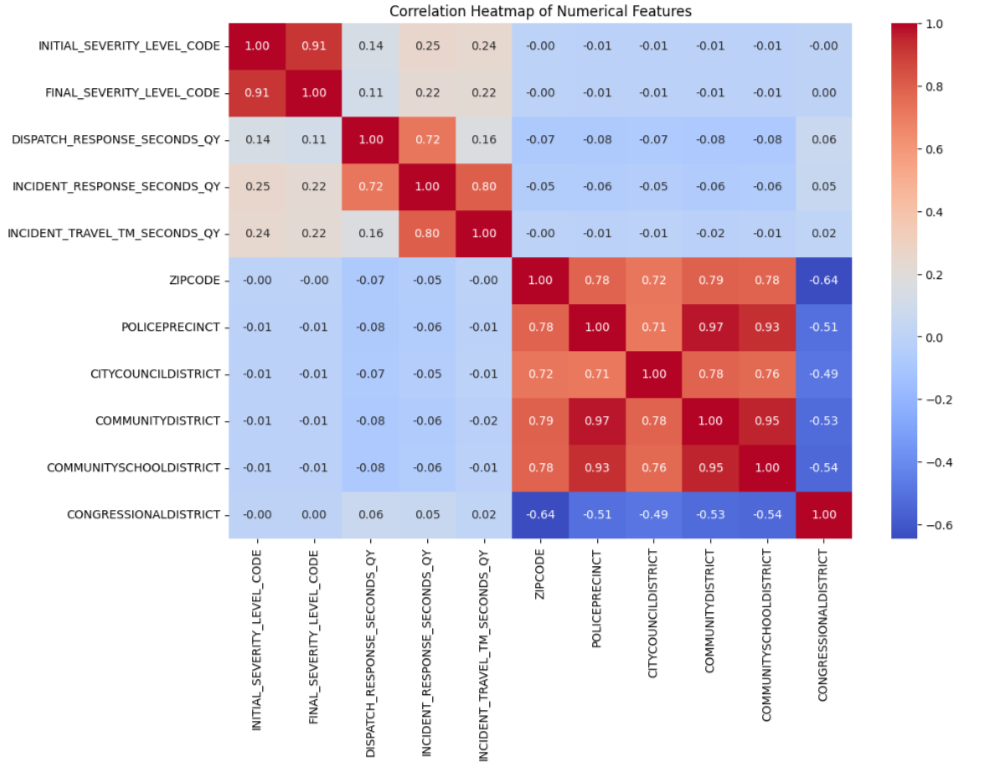 Correlation Heatmap of Numerical Features
INITIAL_SEVERITY_LEVEL_CODE 1.00 0.91 0.14 0.25 0.24 -0.00 -0.01 -0.01 -0.01 -0.01 -0.00
FINAL_SEVERITY_LEVEL_CODE 0.91 1.00 0.11 0.22 0.22 -0.00 -0.01 -0.01 -0.01 -0.01 0.00
DISPATCH_RESPONSE_SECONDS_QY 0.14 0.11 1.00 0.72 0.16 -0.07 -0.08 -0.07 -0.08 -0.08 0.06
INCIDENT_RESPONSE_SECONDS_QY 0.25 0.22 0.72 1.00 0.80 -0.05 -0.06 -0.05 -0.06 -0.06 0.05
INCIDENT_TRAVEL_TM_SECONDS_QY 0.24 0.22 0.16 0.80 1.00 -0.00 -0.01 -0.01 -0.02 -0.01 0.02
ZIPCODE -0.00 -0.00 -0.07 -0.05 -0.00 1.00 0.78 0.72 0.79 0.78 -0.64
POLICEPRECINCT -0.01 -0.01 -0.08 -0.06 -0.01 0.78 1.00 0.71 0.97 0.93 -0.51
CITYCOUNCILDISTRICT -0.01 -0.01 -0.07 -0.05 -0.01 0.72 0.71 1.00 0.78 0.76 -0.49
COMMUNITYDISTRICT -0.01 -0.01 -0.08 -0.06 -0.02 0.79 0.97 0.78 1.00 0.95 -0.53
COMMUNITYSCHOOLDISTRICT -0.01 -0.01 -0.08 -0.06 -0.01 0.78 0.93 0.76 0.95 1.00 -0.54
CONGRESSIONALDISTRICT -0.00 0.00 0.06 0.05 0.02 -0.64 -0.51 -0.49 -0.53 -0.54 1.00
INITIAL_SEVERITY_LEVEL_CODE
FINAL_SEVERITY_LEVEL_CODE
DISPATCH_RESPONSE_SECONDS_QY
INCIDENT_RESPONSE_SECONDS_QY
INCIDENT_TRAVEL_TM_SECONDS_QY
ZIPCODE
POLICEPRECINCT
CITYCOUNCILDISTRICT
COMMUNITYDISTRICT
COMMUNITYSCHOOLDISTRICT
CONGRESSIONALDISTRICT
1.0
0.8
0.6
0.4
0.2
0.0
−0.2
−0.4
−0.6